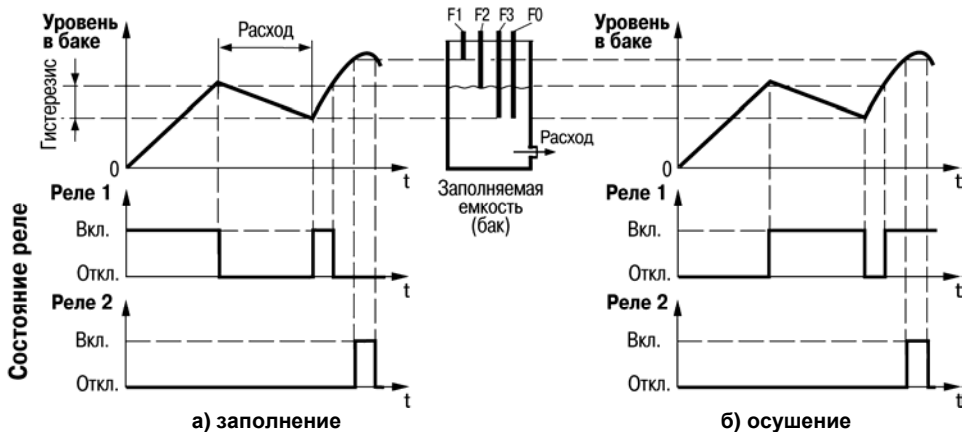 Уровень
в баке
Расход
Гистерезис
0
t
F1 F2 F3 F0
Расход
Заполняемая
емкость
(бак)
Уровень
в баке
0
t
Состояние реле
Реле 1
Вкл.
Откл.
t
Реле 2
Вкл.
Откл.
t
а) заполнение
Реле 1
Вкл.
Откл.
t
Реле 2
Вкл.
Откл.
t
б) осушение